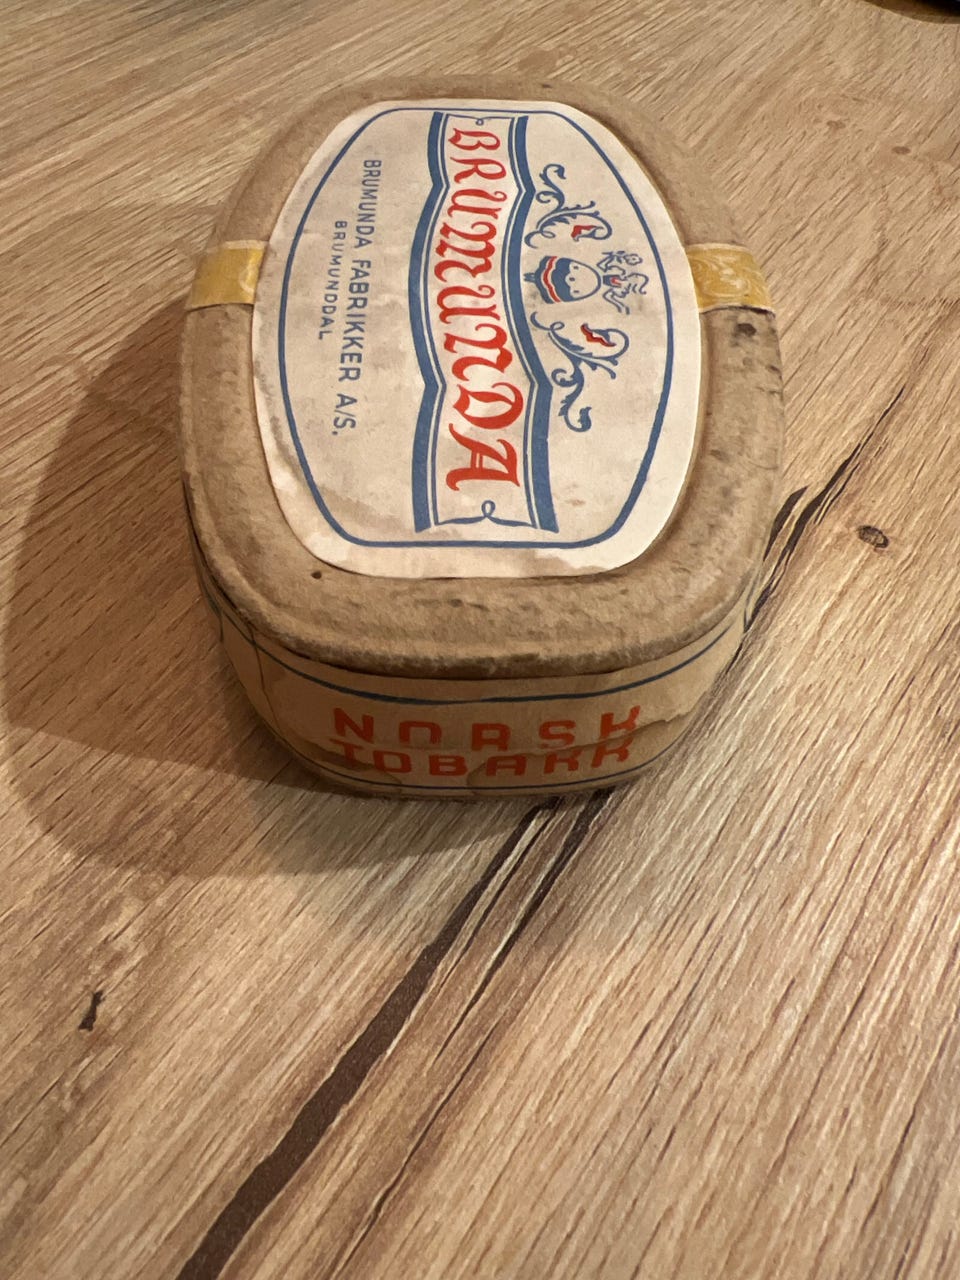 BRUMUNDA
BRUMUNDA FABRIKKER A/S.
BRUMUNDDAL
NORSK
TOBAKK